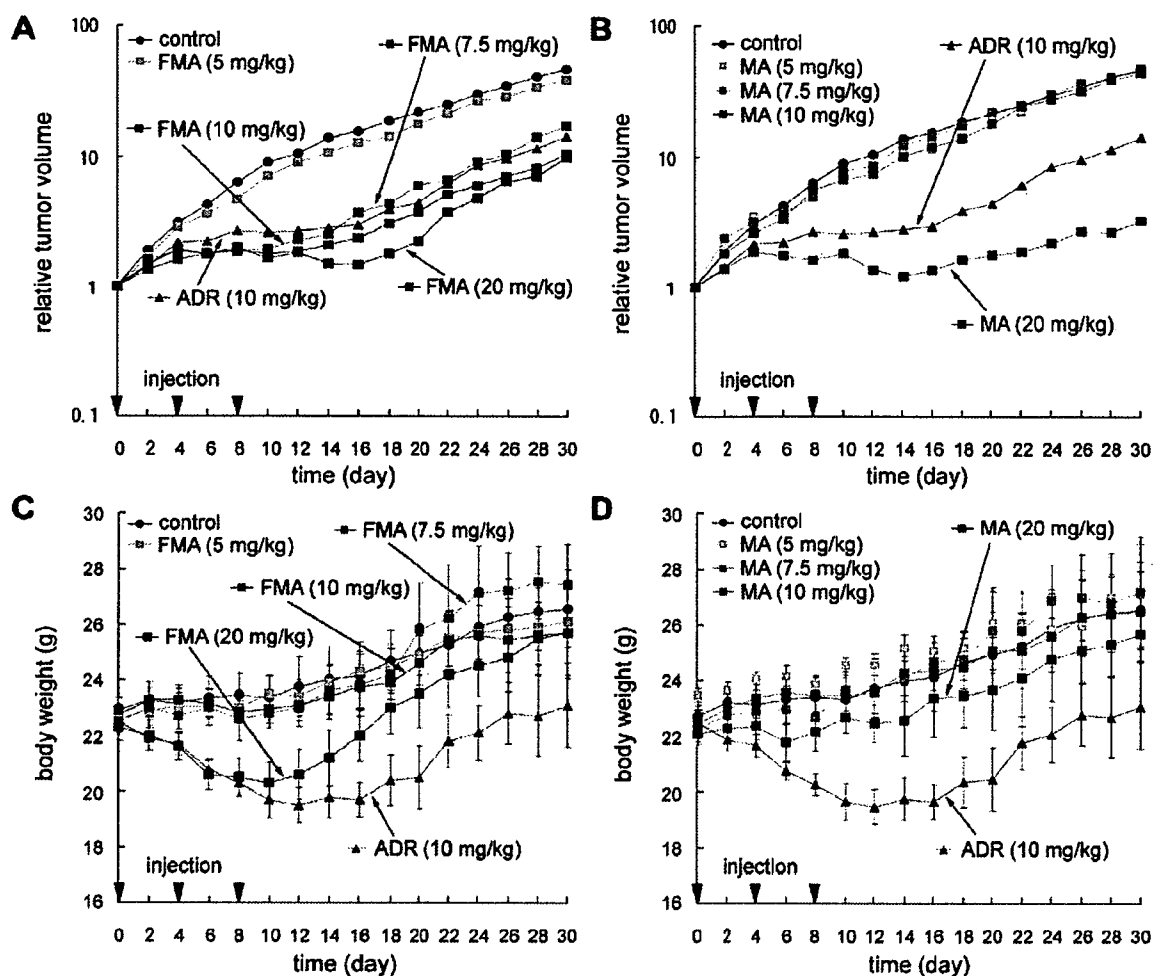 A
control
FMA (5 mg/kg)
FMA (7.5 mg/kg)
FMA (10 mg/kg)
ADR (10 mg/kg)
FMA (20 mg/kg)
injection
relative tumor volume
100
10
1
0.1
0 2 4 6 8 10 12 14 16 18 20 22 24 26 28 30
time (day)
B
control
MA (5 mg/kg)
MA (7.5 mg/kg)
MA (10 mg/kg)
ADR (10 mg/kg)
MA (20 mg/kg)
injection
relative tumor volume
100
10
1
0.1
0 2 4 6 8 10 12 14 16 18 20 22 24 26 28 30
time (day)
C
control
FMA (5 mg/kg)
FMA (7.5 mg/kg)
FMA (10 mg/kg)
FMA (20 mg/kg)
ADR (10 mg/kg)
injection
body weight (g)
30
28
26
24
22
20
18
16
0 2 4 6 8 10 12 14 16 18 20 22 24 26 28 30
time (day)
D
control
MA (5 mg/kg)
MA (7.5 mg/kg)
MA (10 mg/kg)
MA (20 mg/kg)
ADR (10 mg/kg)
injection
body weight (g)
30
28
26
24
22
20
18
16
0 2 4 6 8 10 12 14 16 18 20 22 24 26 28 30
time (day)